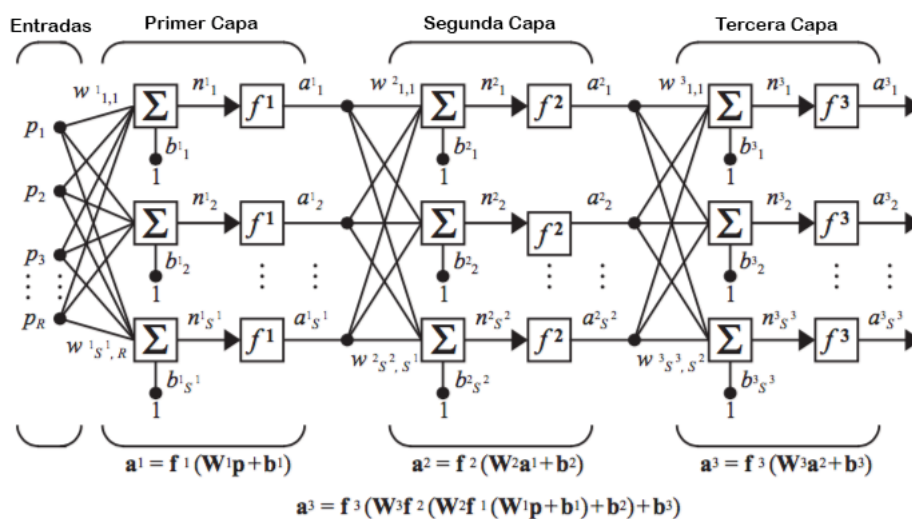 Entradas Primer Capa Segunda Capa Tercera Capa
w¹₁,₁ n¹₁ a¹₁ w²₁,₁ n²₁ a²₁ w³₁,₁ n³₁ a³₁
Σ f¹ Σ f² Σ f³
p₁
b¹₁ b²₁ b³₁
1 1 1
p₂ n¹₂ a¹₂ n²₂ a²₂ n³₂ a³₂
Σ f¹ Σ f² Σ f³
p₃
b¹₂ b²₂ b³₂
1 1 1
p_R n¹_S¹ a¹_S¹ n²_S² a²_S² n³_S³ a³_S³
Σ f¹ Σ f² Σ f³
w¹_S¹,R w²_S²,S¹ w³_S³,S²
b¹_S¹ b²_S² b³_S³
1 1 1
a¹ = f¹(W¹p+b¹) a² = f²(W²a¹+b²) a³ = f³(W³a²+b³)
a³ = f³(W³f²(W²f¹(W¹p+b¹)+b²)+b³)